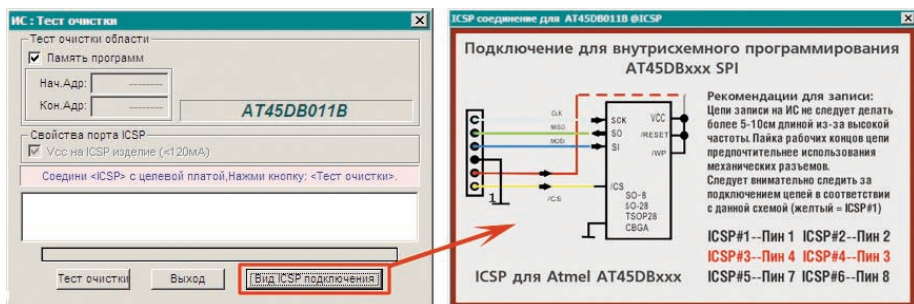 ИС : Тест очистки
Тест очистки области
Память программ
Нач.Адр:
Кон.Адр:
AT45DB011B
Свойства порта ICSP
Vcc на ICSP изделие (<120мА)
Соедини <ICSP> с целевой платой,Нажми кнопку: <Тест очистки>.
Тест очистки
Выход
Вид ICSP подключения
ICSP соединение для AT45DB011B @ICSP
Подключение для внутрисхемного программирования
AT45DBxxx SPI
CLK
MISO
MOSI
/CS
1
SCK
SO
SI
/CS
VCC
/RESET
/WP
SO-8
SO-28
TSOP28
CBGA
ICSP для Atmel AT45DBxxx
Рекомендации для записи:
Цепи записи на ИС не следует делать
более 5-10см длиной из-за высокой
частоты. Пайка рабочих концов цепи
предпочтительнее использования
механических разъемов.
Следует внимательно следить за
подключением цепей в соответствии
с данной схемой (желтый = ICSP#1)
ICSP#1--Пин 1 ICSP#2--Пин 2
ICSP#3--Пин 4 ICSP#4--Пин 3
ICSP#5--Пин 7 ICSP#6--Пин 8